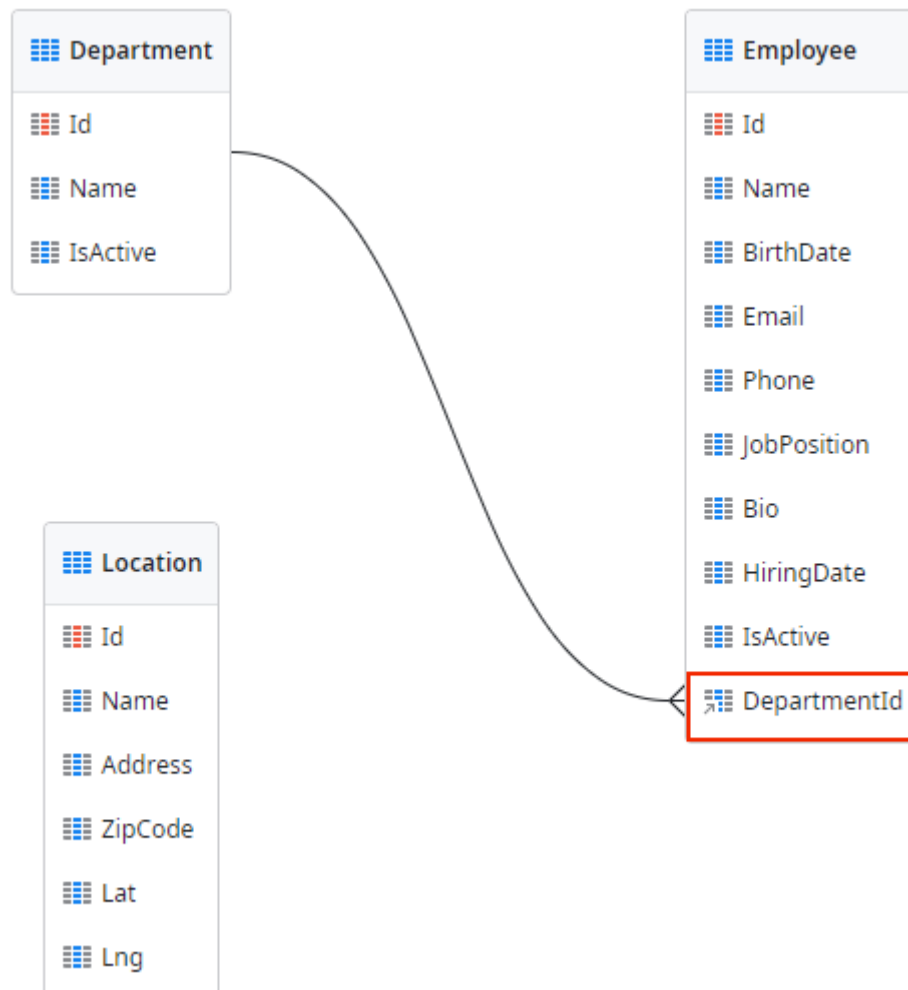 Department
Id
Name
IsActive
Employee
Id
Name
BirthDate
Email
Phone
JobPosition
Bio
HiringDate
IsActive
DepartmentId
Location
Id
Name
Address
ZipCode
Lat
Lng